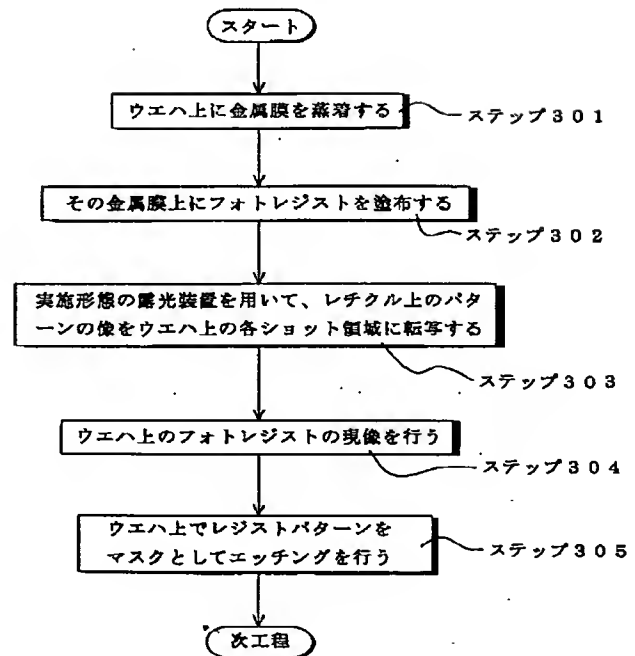 スタート
ウエハ上に金属膜を蒸着する
ステップ301
その金属膜上にフォトレジストを塗布する
ステップ302
実施形態の露光装置を用いて、レチクル上のパタ
ーンの像をウエハ上の各ショット領域に転写する
ステップ303
ウエハ上のフォトレジストの現像を行う
ステップ304
ウエハ上でレジストパターンを
マスクとしてエッチングを行う
ステップ305
次工程